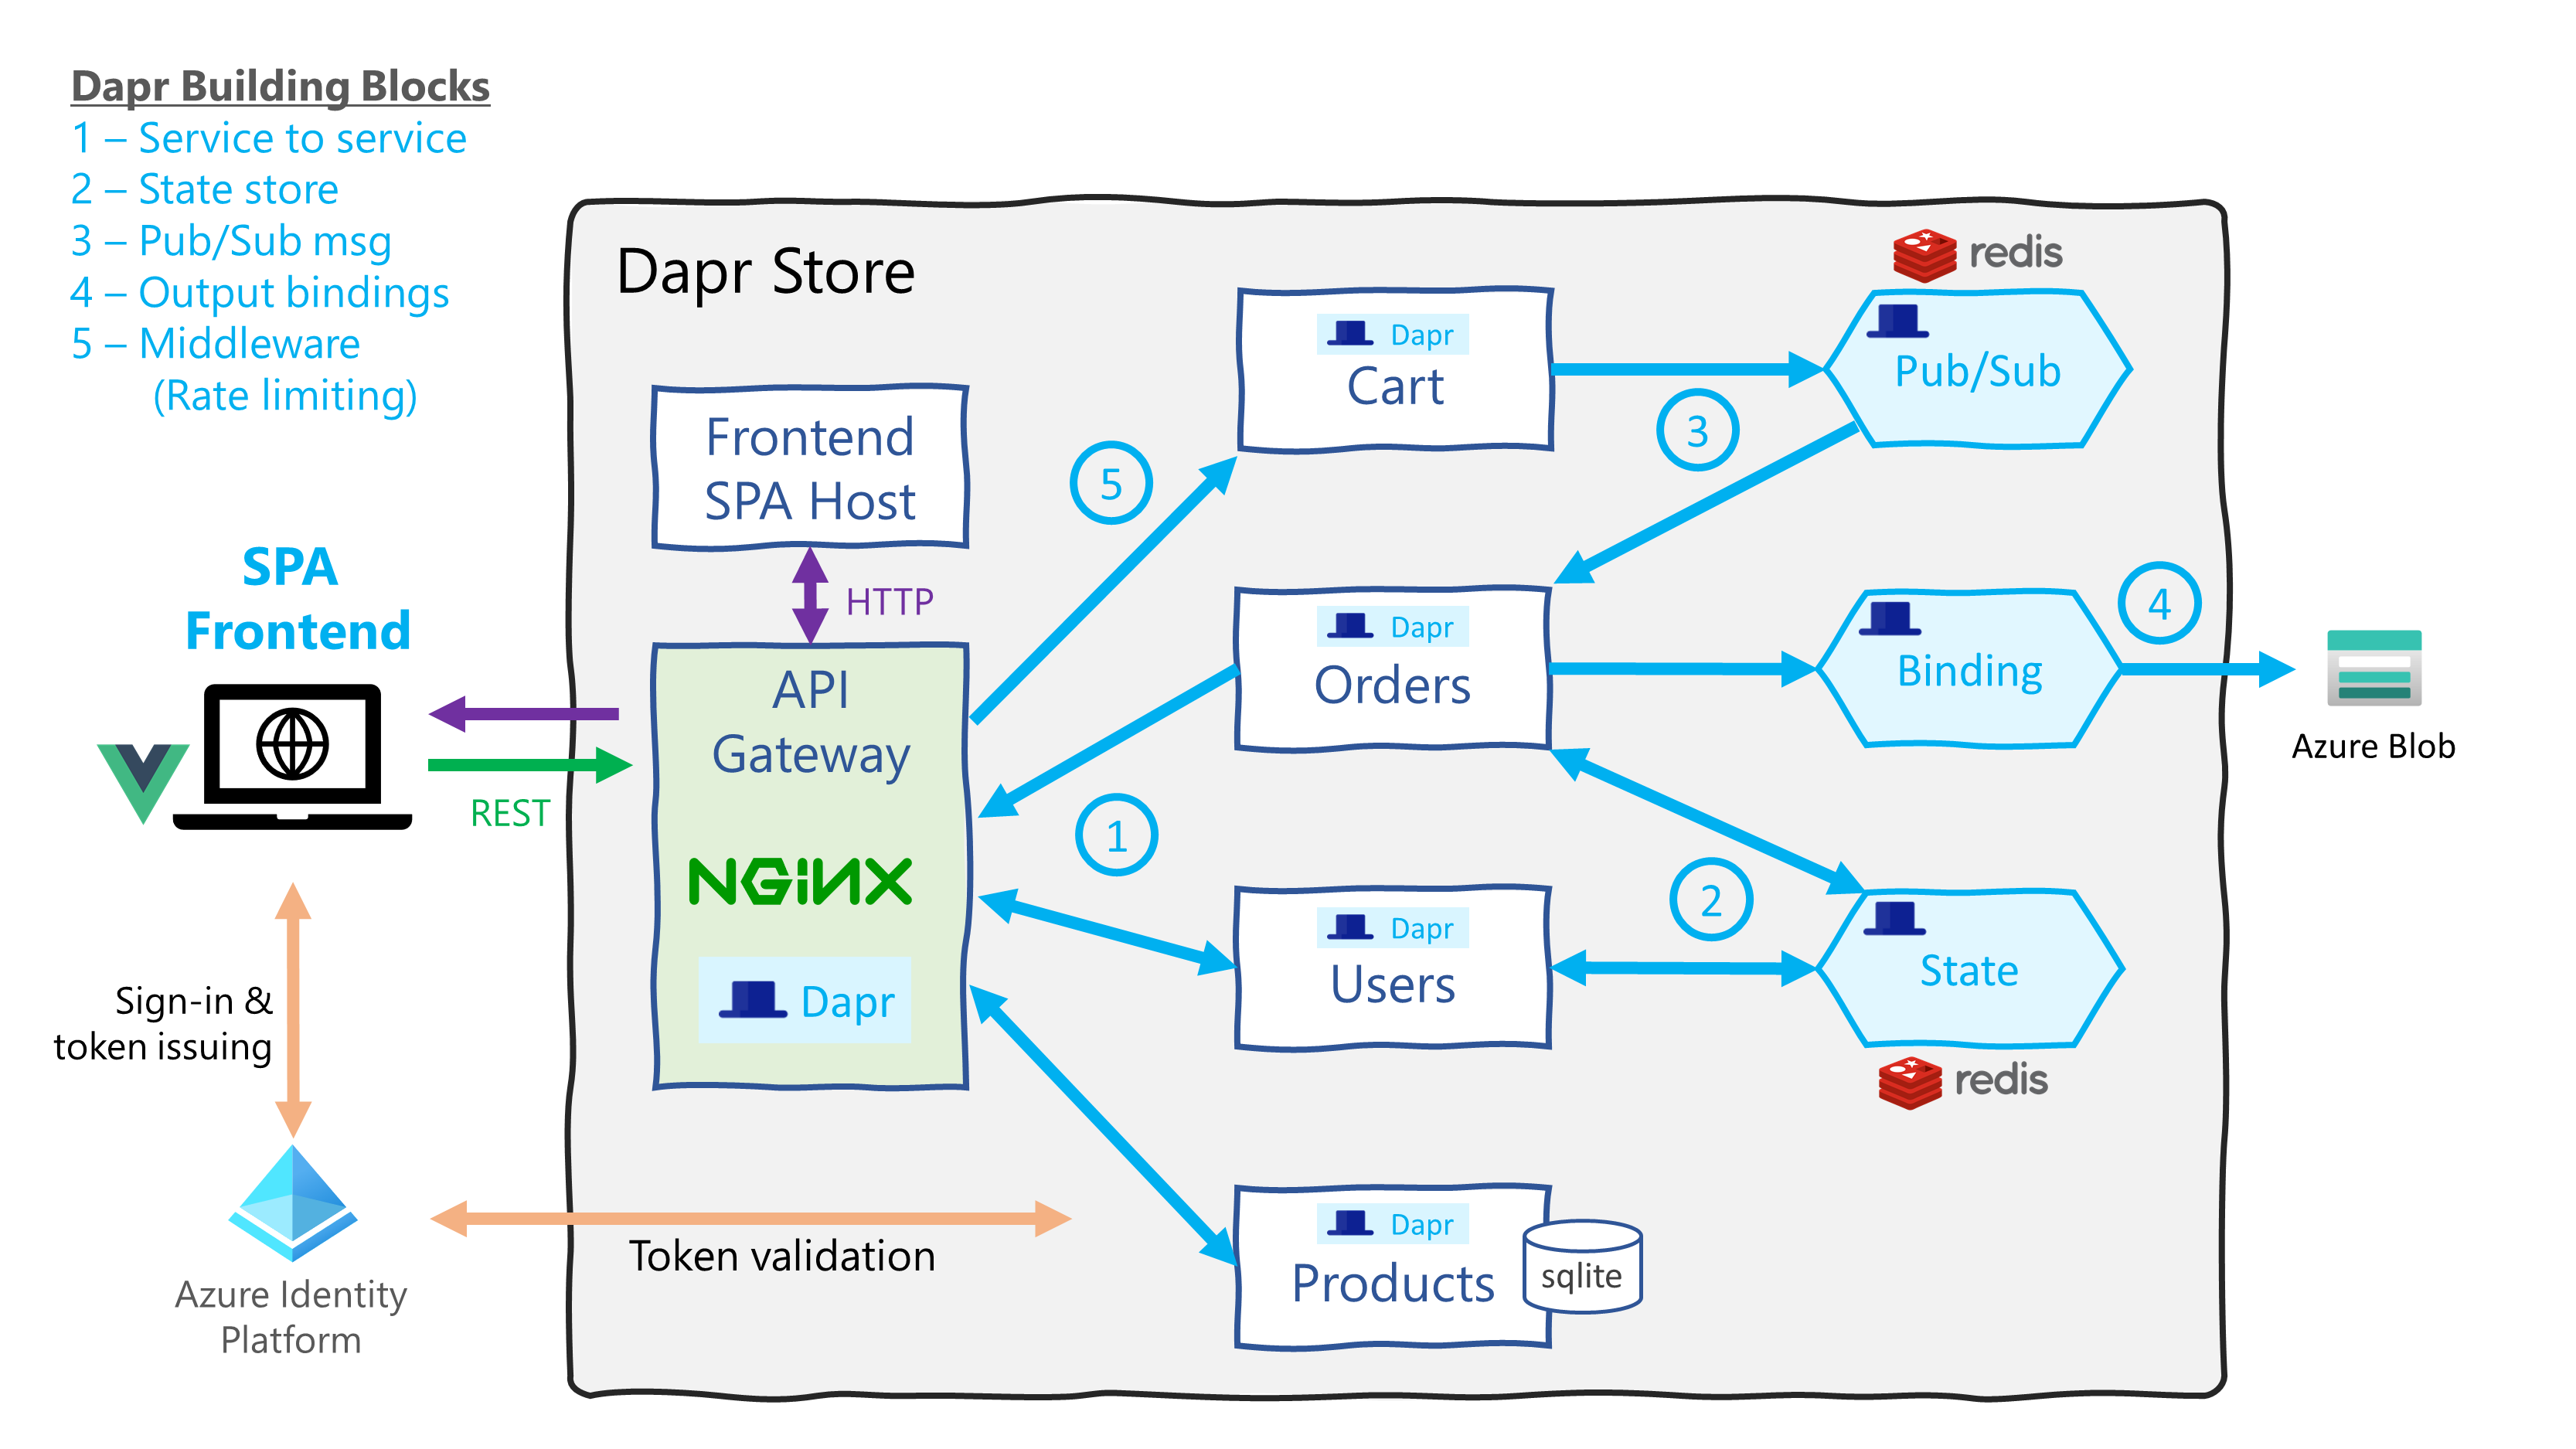 Dapr Building Blocks
1 – Service to service
2 – State store
3 – Pub/Sub msg
4 – Output bindings
5 – Middleware
(Rate limiting)
Dapr Store
redis
Dapr
Cart
Pub/Sub
3
5
Frontend
SPA Host
HTTP
SPA
Frontend
REST
API
Gateway
NGINX
Dapr
Dapr
Orders
Binding
4
Azure Blob
1
Dapr
Users
2
State
redis
Sign-in &
token issuing
Azure Identity
Platform
Token validation
Dapr
Products
sqlite